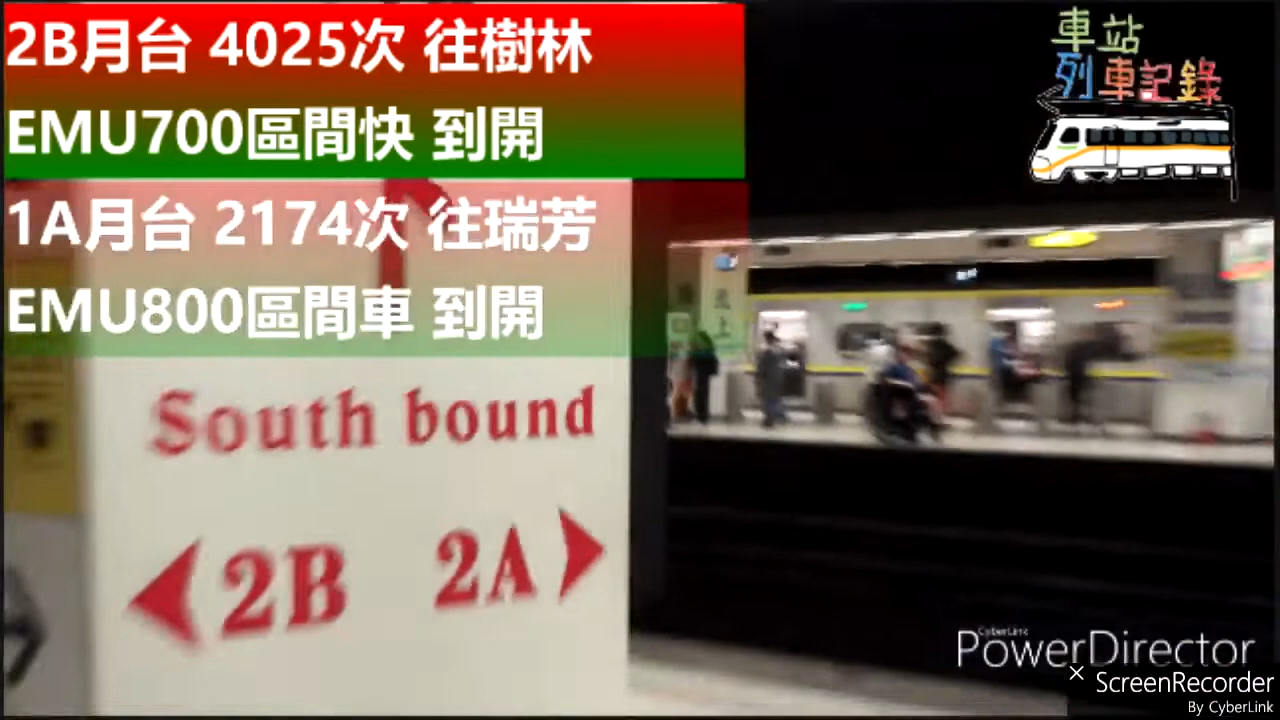 2B月台 4025次 往樹林
EMU700區間快 到開
1A月台 2174次 往瑞芳
EMU800區間車 到開
車站
列車記錄
South bound
2B 2A
CyberLink
PowerDirector
ScreenRecorder
By CyberLink